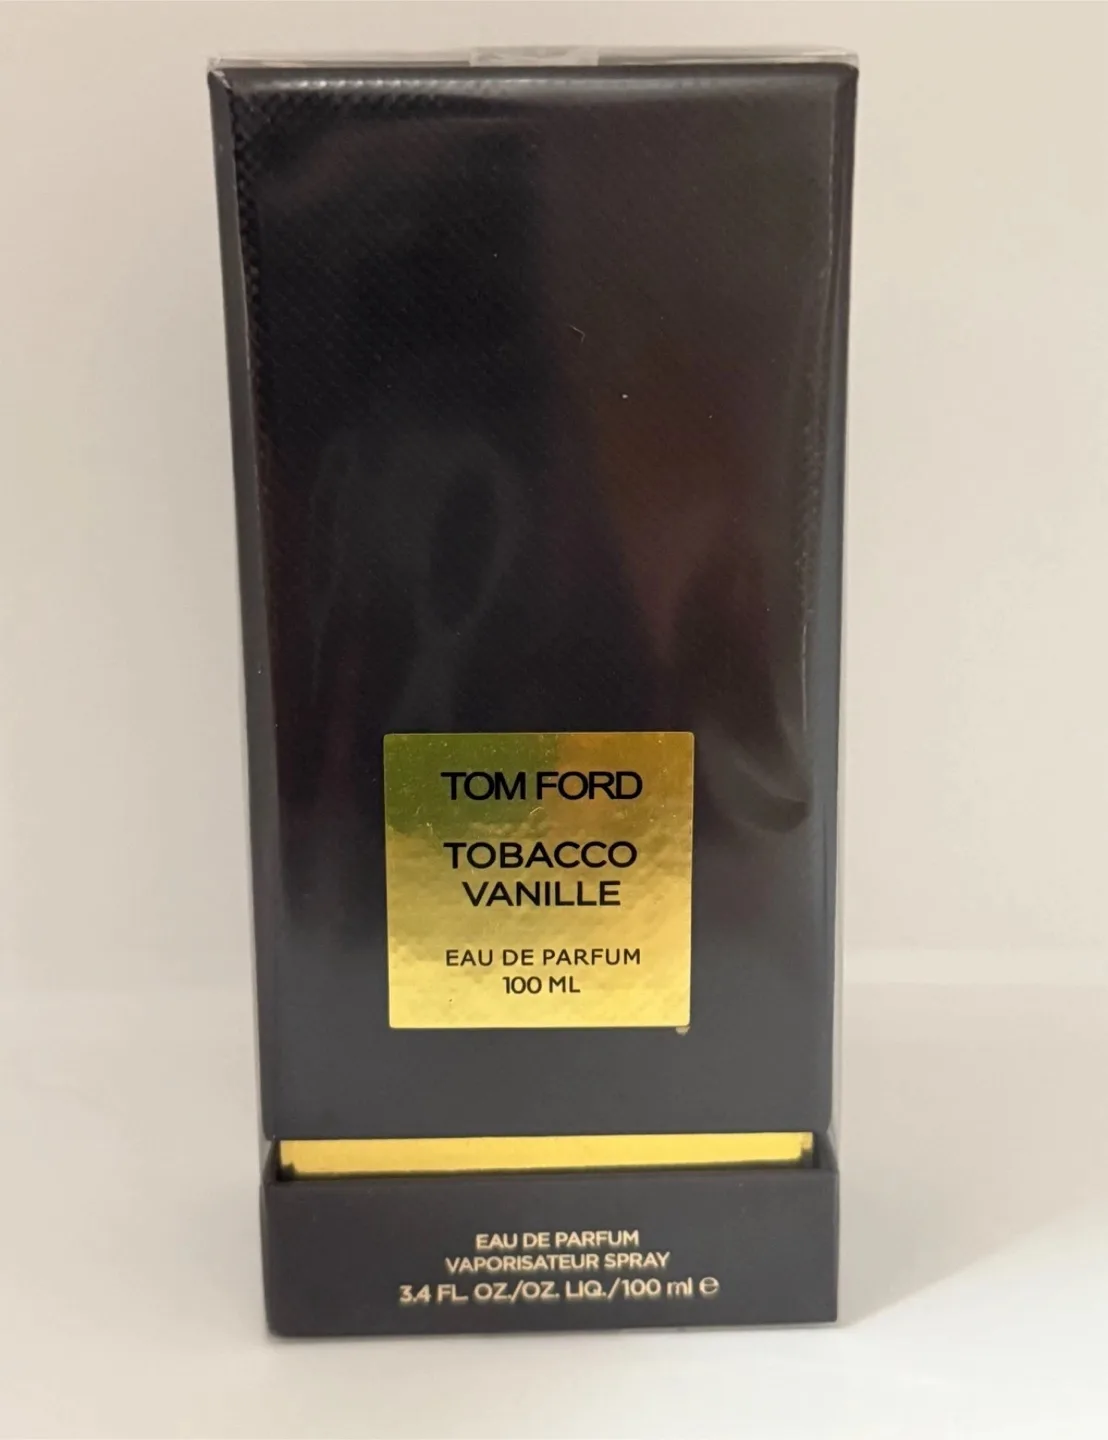 TOM FORD
TOBACCO
VANILLE
EAU DE PARFUM
100 ML
EAU DE PARFUM
VAPORISATEUR SPRAY
3.4 FL. OZ./OZ. LIQ./100 ml ℮